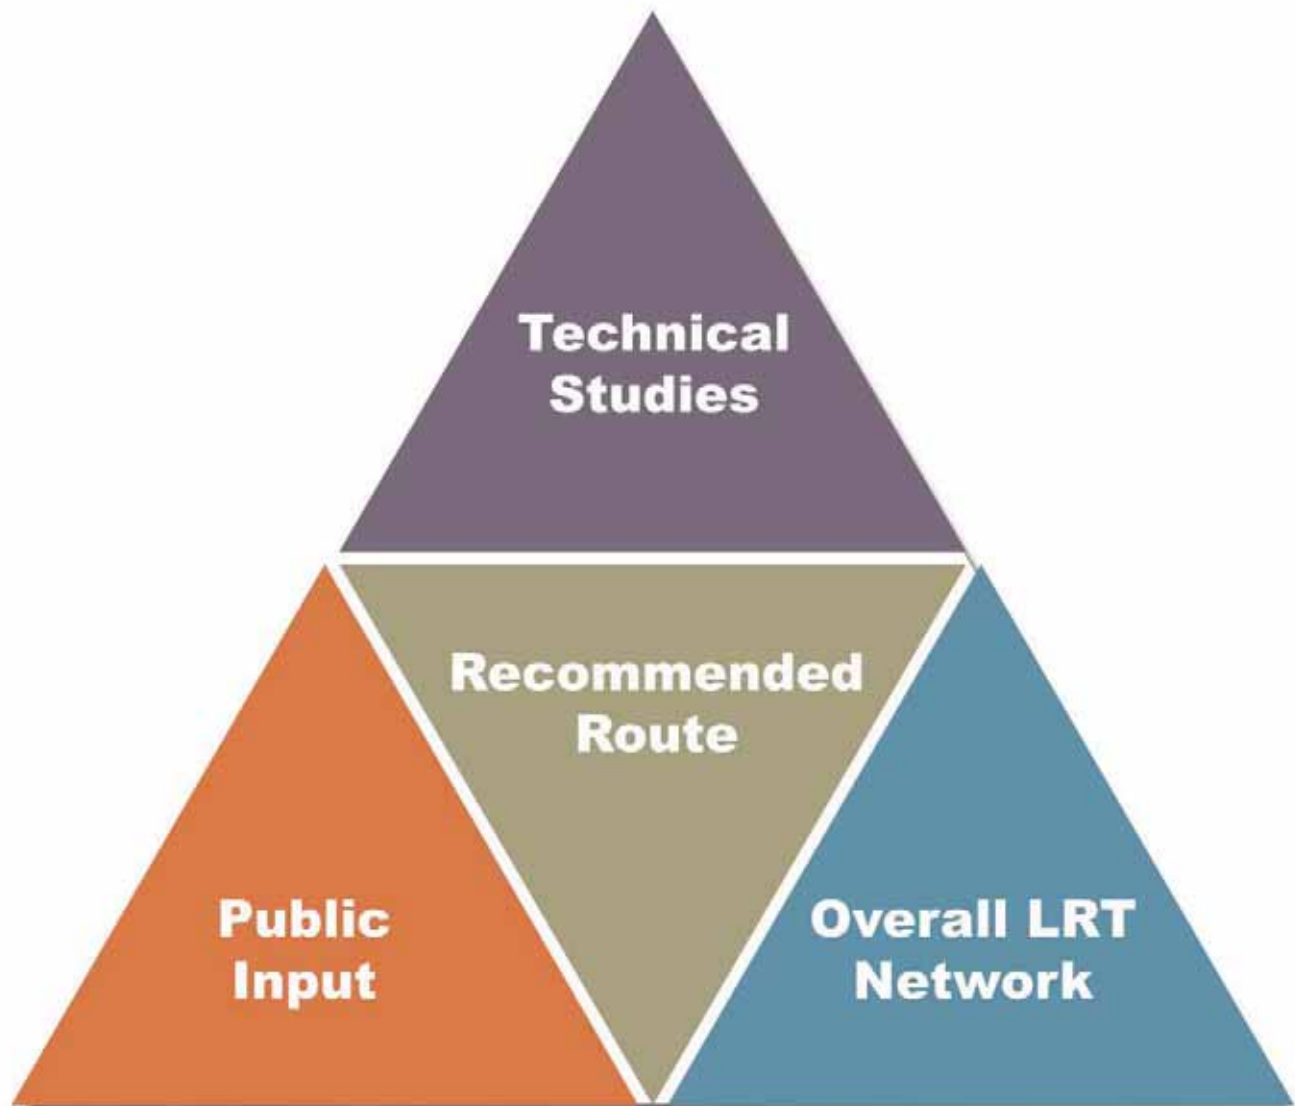 Technical
Studies
Recommended
Route
Public
Input
Overall LRT
Network